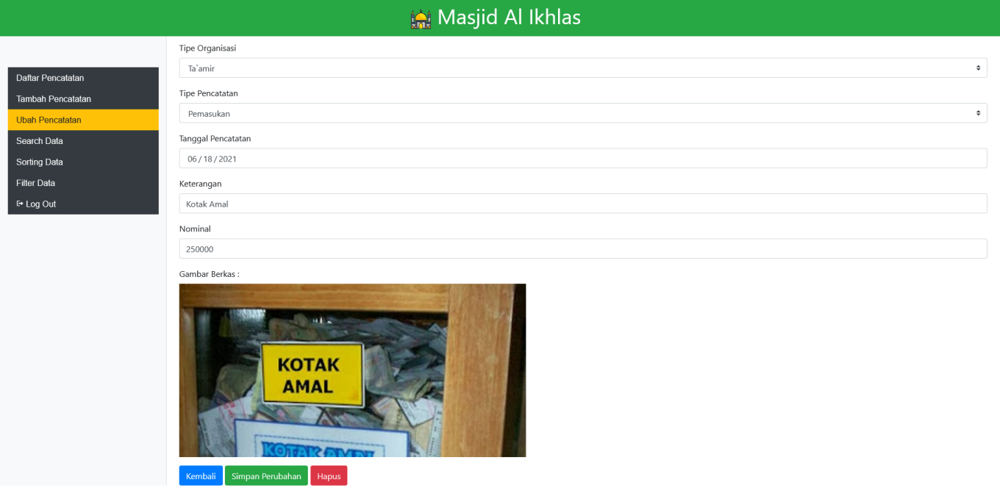 Masjid Al Ikhlas
Daftar Pencatatan
Tambah Pencatatan
Ubah Pencatatan
Search Data
Sorting Data
Filter Data
Log Out
Tipe Organisasi
Ta`amir
Tipe Pencatatan
Pemasukan
Tanggal Pencatatan
06 / 18 / 2021
Keterangan
Kotak Amal
Nominal
250000
Gambar Berkas :
KOTAK
AMAL
KOTAK AMAL
Kembali
Simpan Perubahan
Hapus